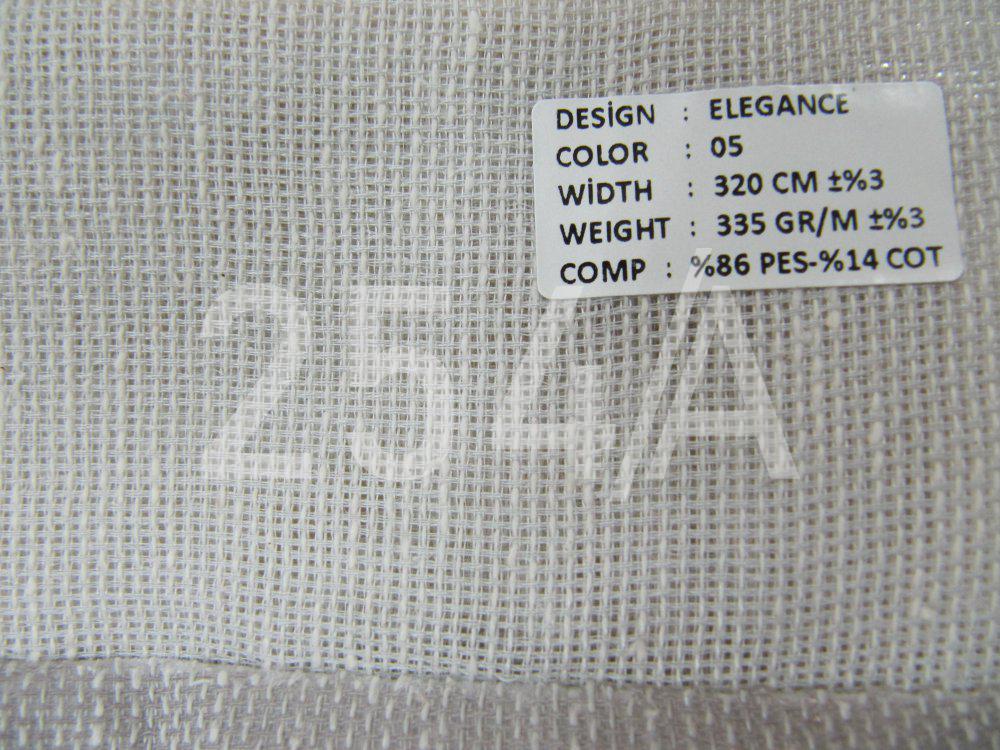 DESİGN : ELEGANCE
COLOR : 05
WİDTH : 320 CM ±%3
WEIGHT : 335 GR/M ±%3
COMP : %86 PES-%14 COT
254/A